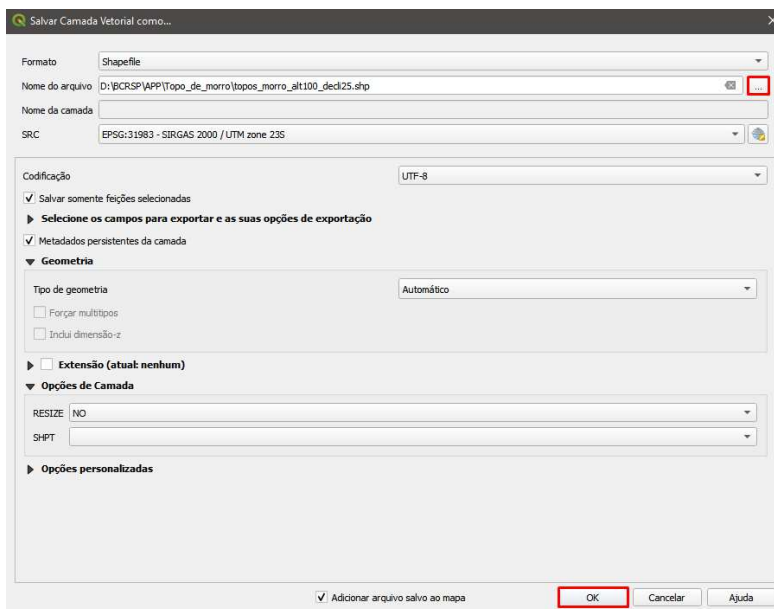 Salvar Camada Vetorial como...
Formato Shapefile
Nome do arquivo D:\BCRSP\APP\Topo_de_morro\topos_morro_alt100_decli25.shp ...
Nome da camada
SRC EPSG:31983 - SIRGAS 2000 / UTM zone 23S
Codificação UTF-8
Salvar somente feições selecionadas
Selecione os campos para exportar e as suas opções de exportação
Metadados persistentes da camada
Geometria
Tipo de geometria Automático
Forçar multitipos
Inclui dimensão-z
Extensão (atual: nenhum)
Opções de Camada
RESIZE NO
SHPT
Opções personalizadas
Adicionar arquivo salvo ao mapa OK Cancelar Ajuda